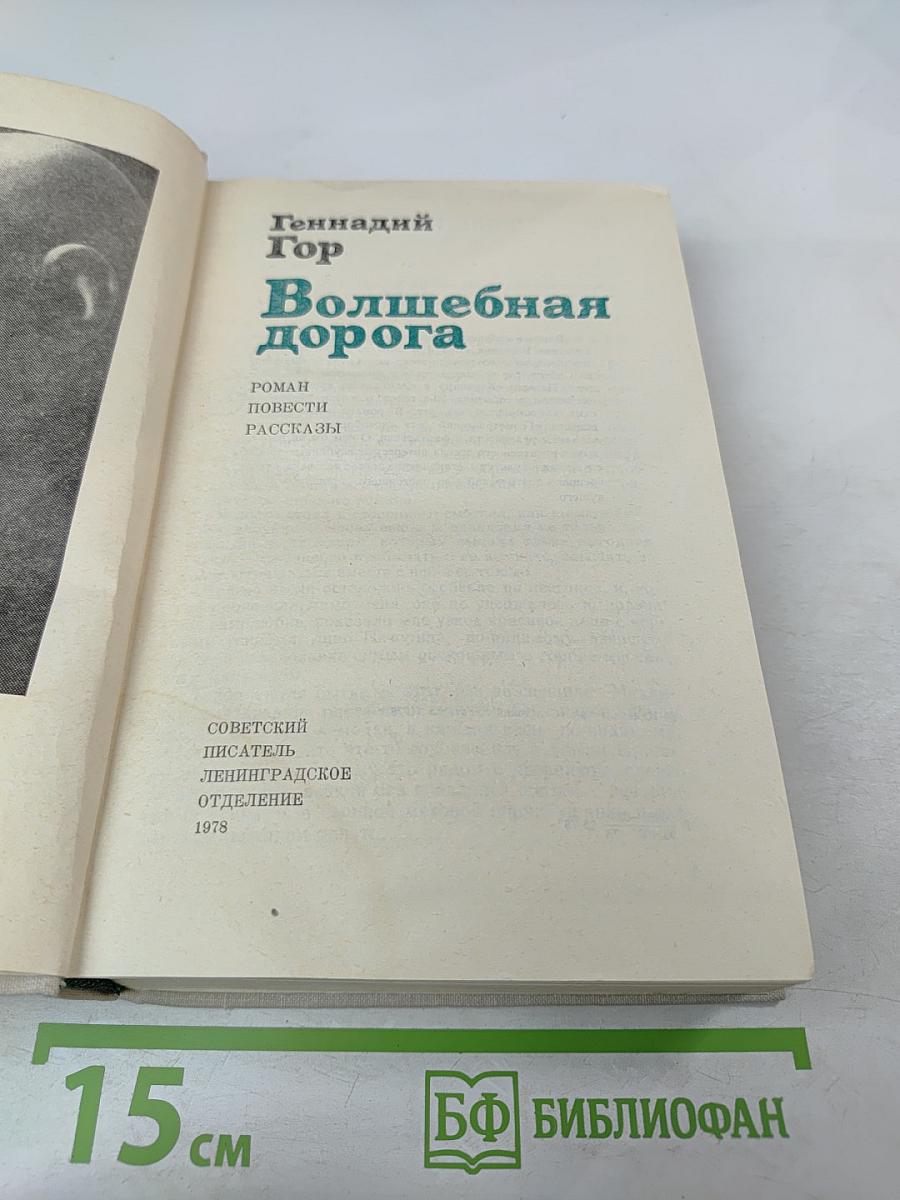 Геннадий
Гор
Волшебная
дорога
РОМАН
ПОВЕСТИ
РАССКАЗЫ
СОВЕТСКИЙ
ПИСАТЕЛЬ
ЛЕНИНГРАДСКОЕ
ОТДЕЛЕНИЕ
1978
15 см
БФ БИБЛИОФАН